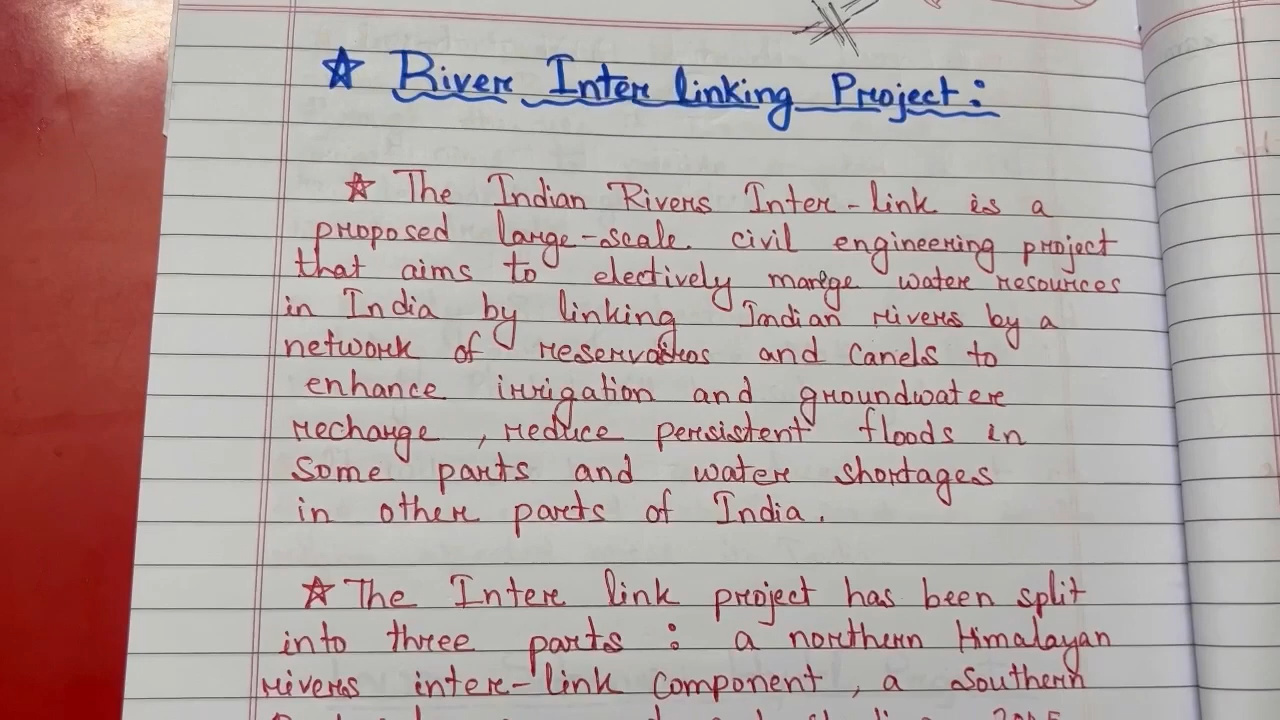 ☆ River Inter linking Project:
☆ The Indian Rivers Inter-link is a
proposed large-scale civil engineering project
that aims to electively manege water resources
in India by linking Indian rivers by a
network of and canels to
enhance irrigation and groundwater
recharge, reduce persistent floods in
some parts and water shortages
in other parts of India.
☆ The Inter link project has been split
into three parts: a northern Himalayan
rivers inter-link component, a Southern